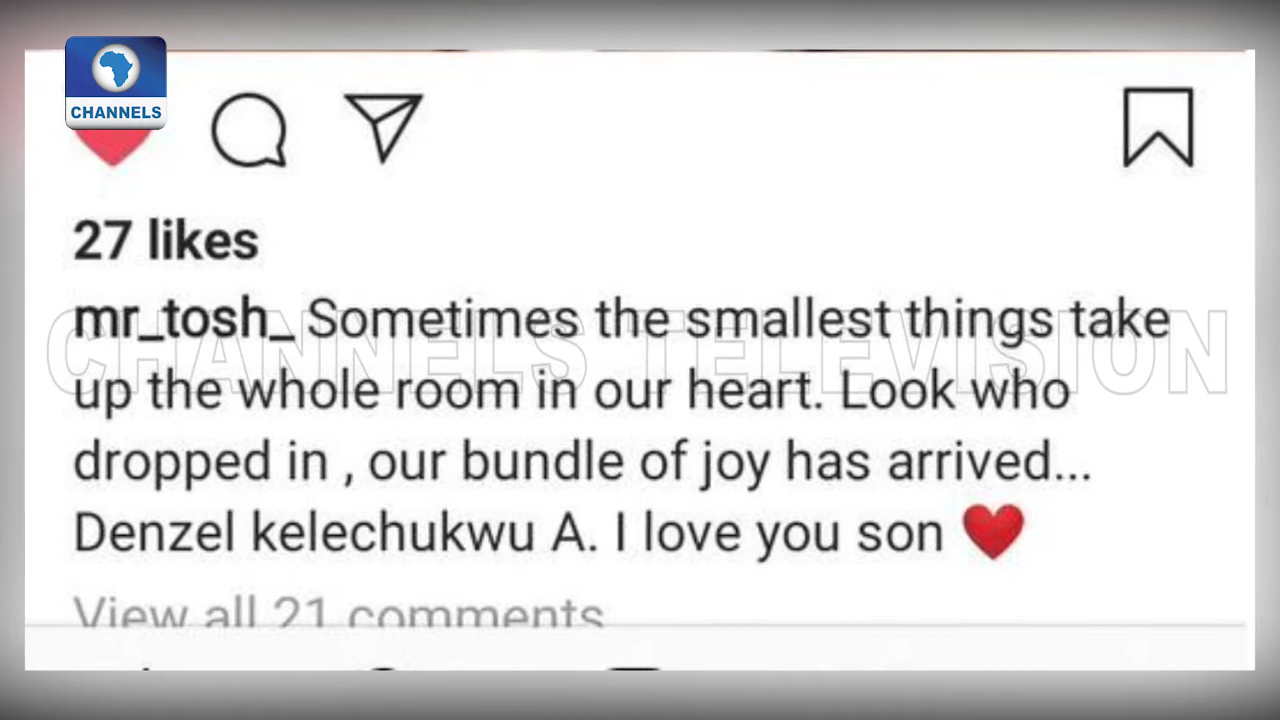 CHANNELS
27 likes
mr_tosh_ Sometimes the smallest things take
CHANNELS TELEVISION
up the whole room in our heart. Look who
dropped in , our bundle of joy has arrived...
Denzel kelechukwu A. I love you son ❤️
View all 21 comments